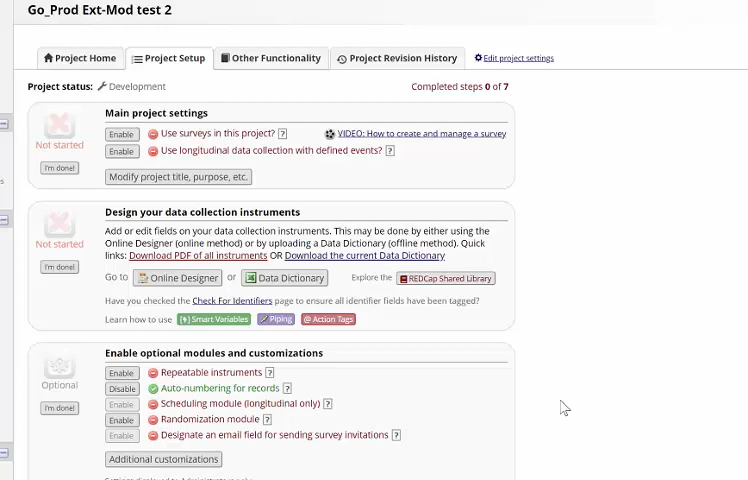 Go_Prod Ext-Mod test 2
Project Home
Project Setup
Other Functionality
Project Revision History
Edit project settings
Project status: Development
Completed steps 0 of 7
Main project settings
Not started
I'm done!
Enable Use surveys in this project? ?
VIDEO: How to create and manage a survey
Enable Use longitudinal data collection with defined events? ?
Modify project title, purpose, etc.
Design your data collection instruments
Not started
I'm done!
Add or edit fields on your data collection instruments. This may be done by either using the
Online Designer (online method) or by uploading a Data Dictionary (offline method). Quick
links: Download PDF of all instruments OR Download the current Data Dictionary
Go to Online Designer or Data Dictionary Explore the REDCap Shared Library
Have you checked the Check For Identifiers page to ensure all identifier fields have been tagged?
Learn how to use [⚡] Smart Variables Piping @ Action Tags
Enable optional modules and customizations
Optional
I'm done!
Enable Repeatable instruments ?
Disable Auto-numbering for records ?
Enable Scheduling module (longitudinal only) ?
Enable Randomization module ?
Enable Designate an email field for sending survey invitations ?
Additional customizations